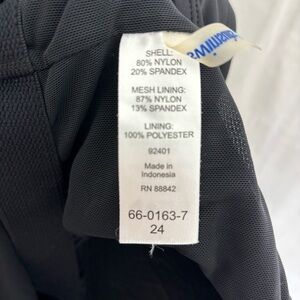 SHELL:
80% NYLON
20% SPANDEX
MESH LINING:
87% NYLON
13% SPANDEX
LINING:
100% POLYESTER
92401
Made in
Indonesia
RN 88842
66-0163-7
24